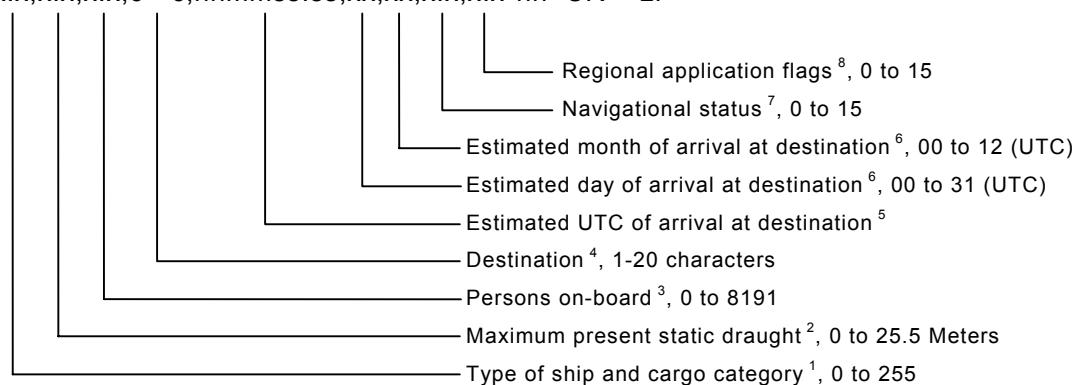 Regional application flags 8, 0 to 15
Navigational status 7, 0 to 15
Estimated month of arrival at destination 6, 00 to 12 (UTC)
Estimated day of arrival at destination 6, 00 to 31 (UTC)
Estimated UTC of arrival at destination 5
Destination 4, 1-20 characters
Persons on-board 3, 0 to 8191
Maximum present static draught 2, 0 to 25.5 Meters
Type of ship and cargo category 1, 0 to 255